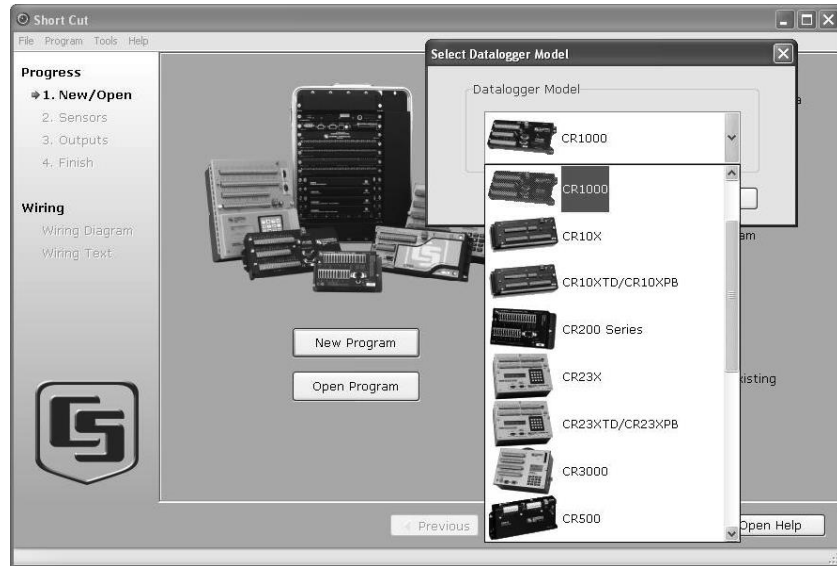 Short Cut
File Program Tools Help
Progress
1. New/Open
2. Sensors
3. Outputs
4. Finish
Wiring
Wiring Diagram
Wiring Text
New Program
Open Program
Select Datalogger Model
Datalogger Model
CR1000
CR1000
CR10X
CR10XTD/CR10XPB
CR200 Series
CR23X
CR23XTD/CR23XPB
CR3000
CR500
Previous
Open Help